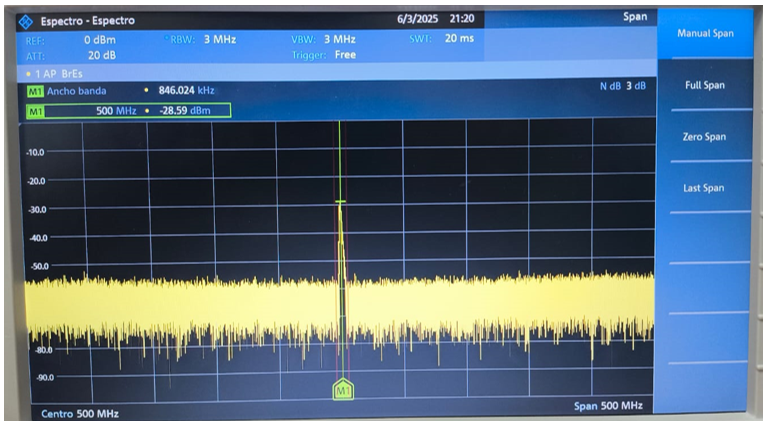 Espectro - Espectro 6/3/2025 21:20 Span
REF: 0 dBm *RBW: 3 MHz VBW: 3 MHz SWT: 20 ms
ATT: 20 dB Trigger: Free
1 AP BrEs
M1 Ancho banda 846.024 kHz N dB 3 dB
M1 500 MHz -28.59 dBm
-10.0
-20.0
-30.0
-40.0
-50.0
-80.0
-90.0
M1
Centro 500 MHz Span 500 MHz
Manual Span
Full Span
Zero Span
Last Span